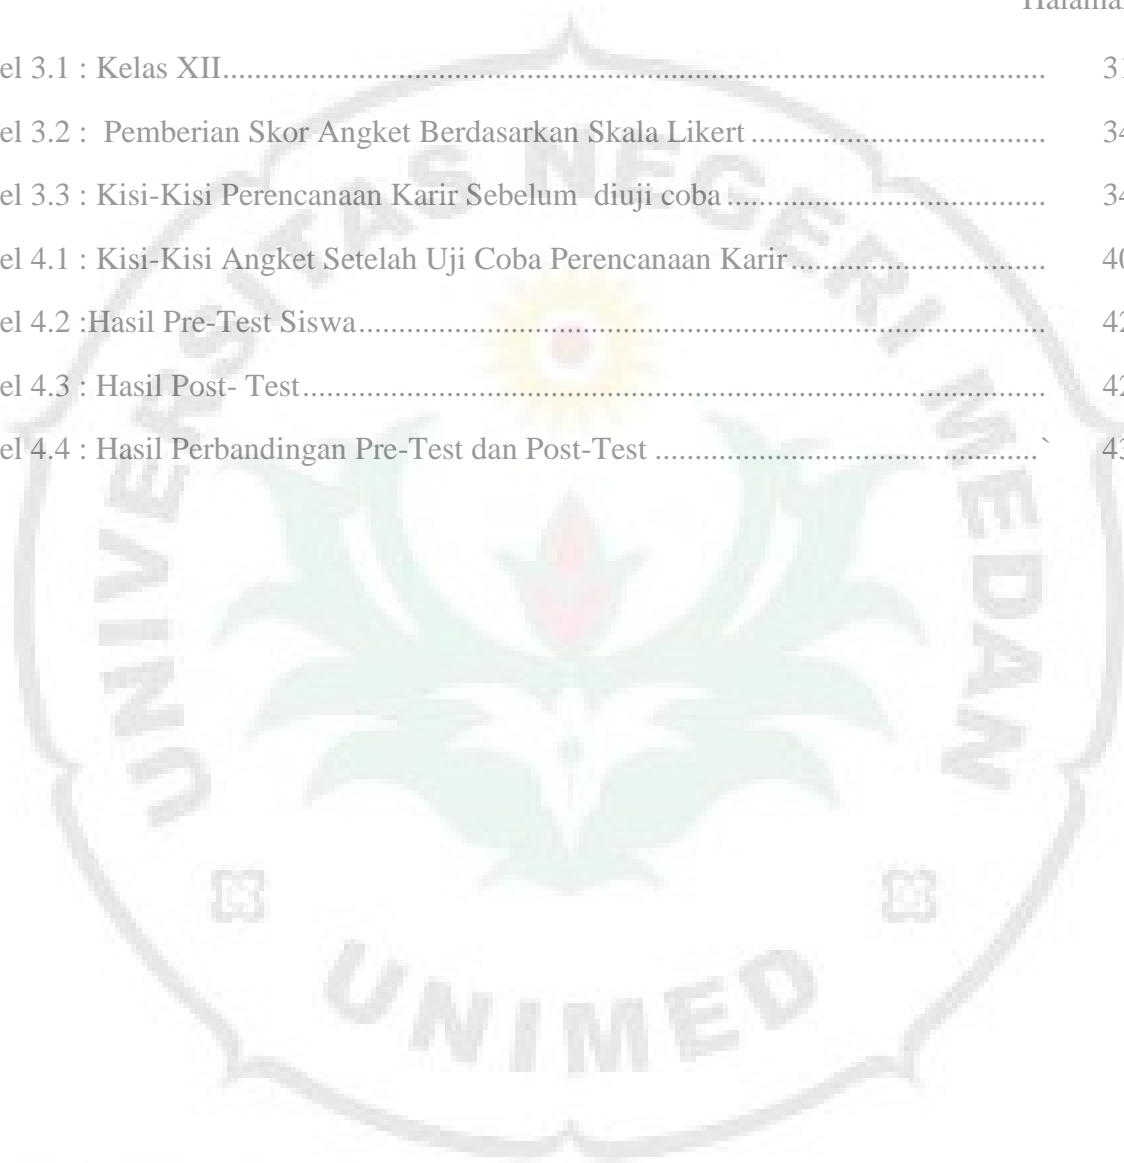 Halaman
el 3.1 : Kelas XII....................................................................................................... 31
el 3.2 :  Pemberian Skor Angket Berdasarkan Skala Likert ..................................... 34
el 3.3 : Kisi-Kisi Perencanaan Karir Sebelum  diuji coba ........................................ 34
el 4.1 : Kisi-Kisi Angket Setelah Uji Coba Perencanaan Karir................................ 40
el 4.2 :Hasil Pre-Test Siswa...................................................................................... 42
el 4.3 : Hasil Post- Test............................................................................................. 42
el 4.4 : Hasil Perbandingan Pre-Test dan Post-Test ................................................` 43
UNIVERSITAS NEGERI MEDAN
UNIMED